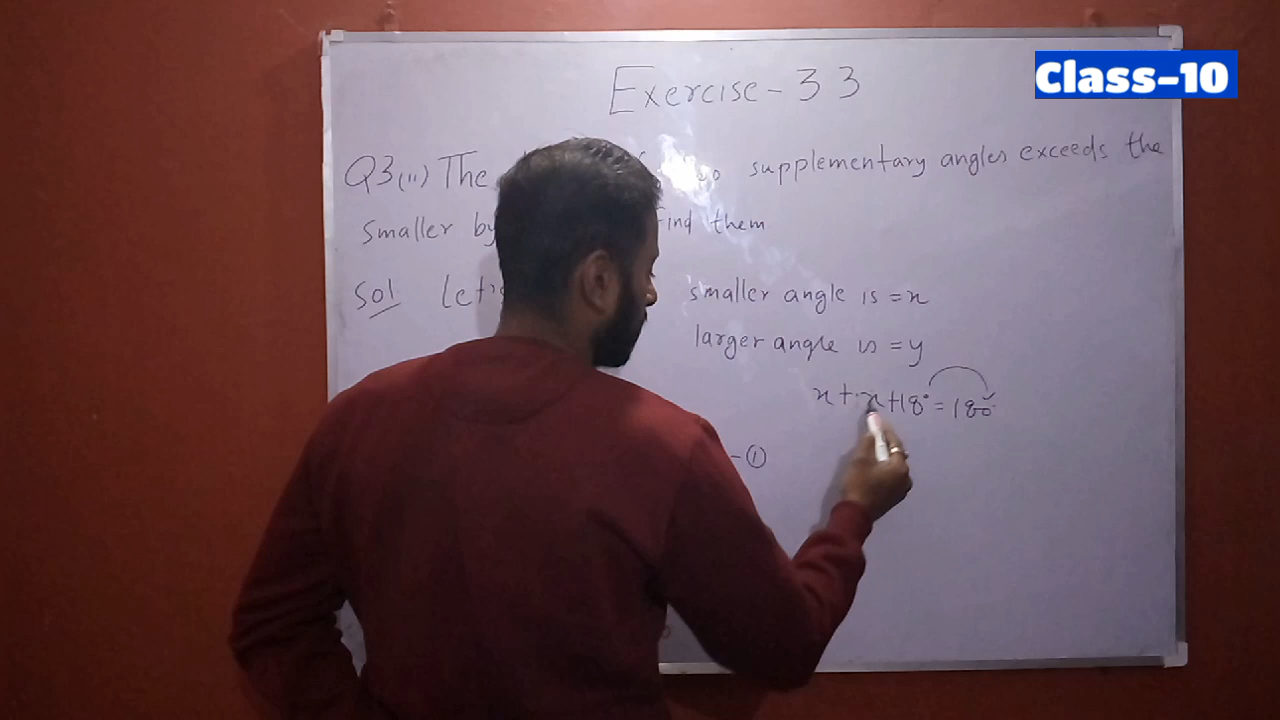 Class-10
Exercise - 3 3
Q3(ii) The supplementary angles exceeds the
smaller by find them
Sol Let's smaller angle is = x
larger angle is = y
x + x + 18° = 180°
- ①